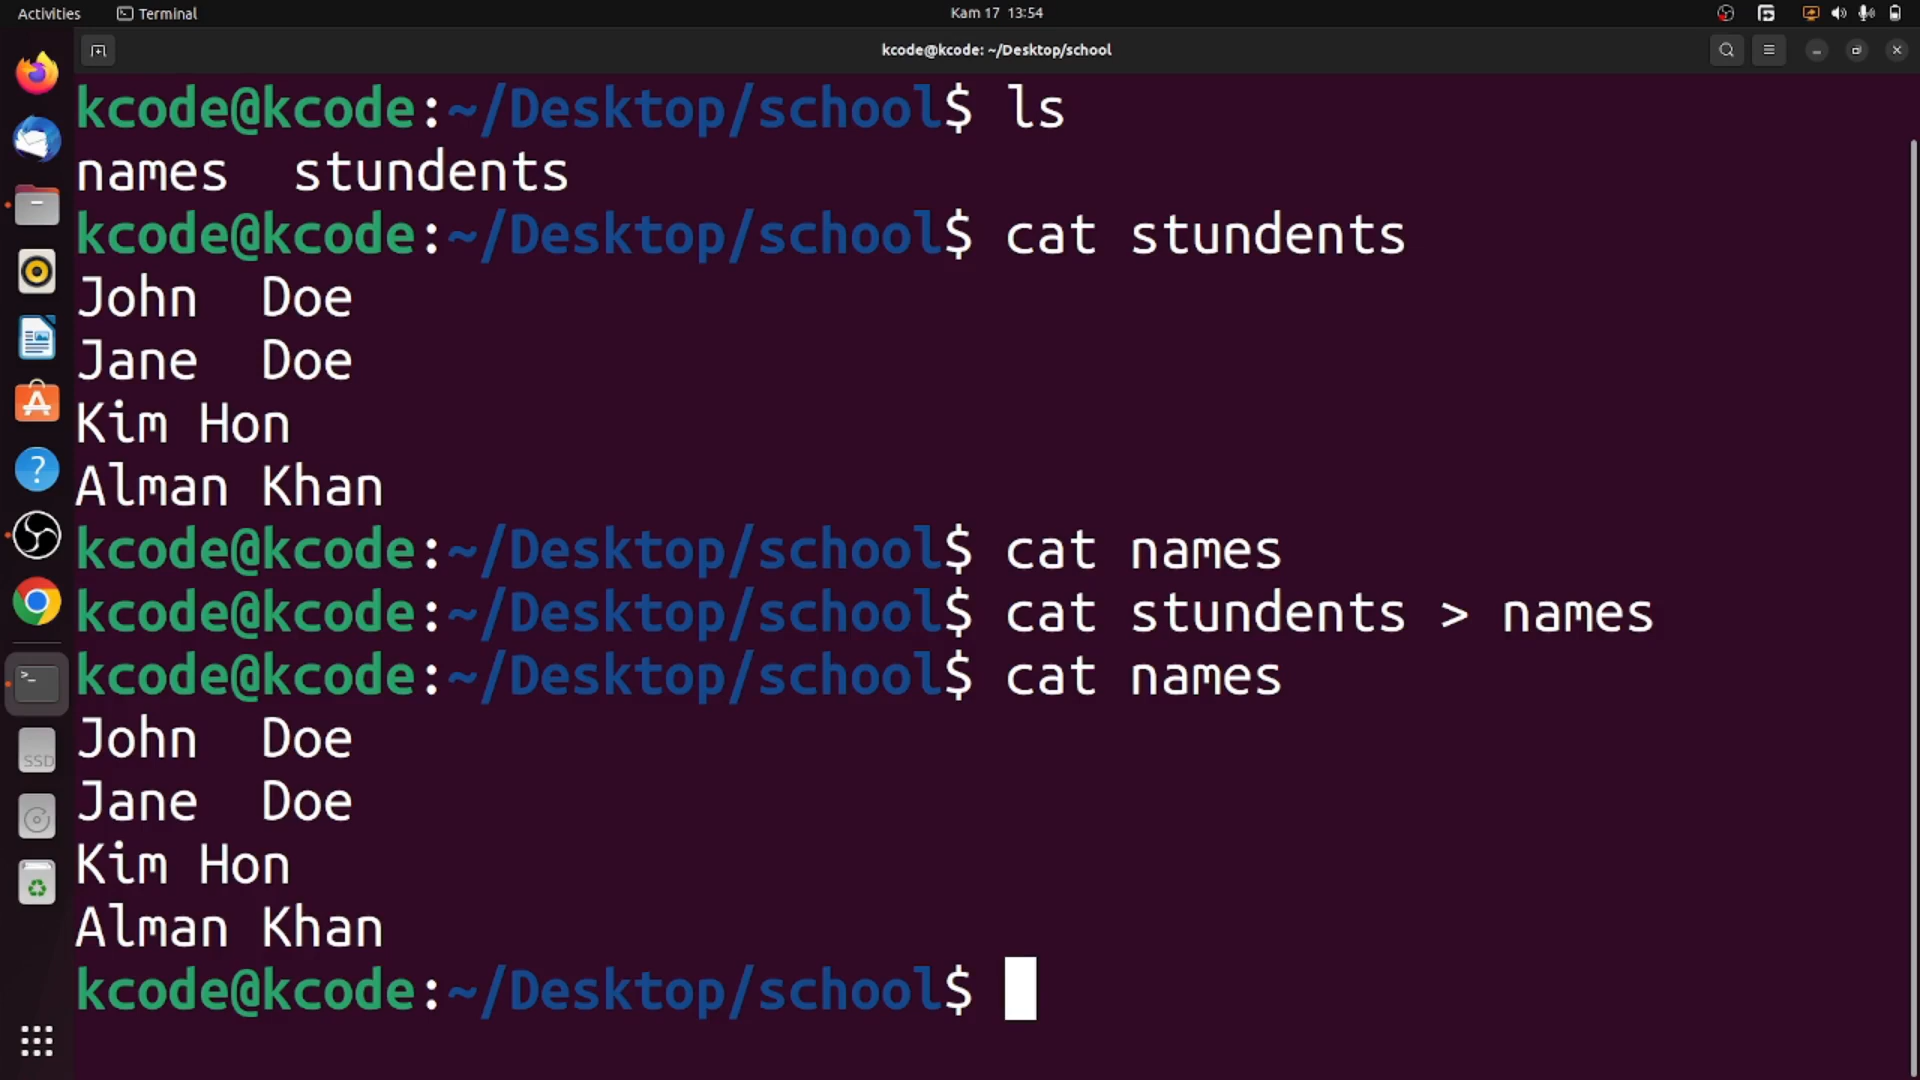 Activities Terminal Kam 17 13:54
kcode@kcode: ~/Desktop/school
kcode@kcode:~/Desktop/school$ ls
names  stundents
kcode@kcode:~/Desktop/school$ cat stundents
John  Doe
Jane  Doe
Kim Hon
Alman Khan
kcode@kcode:~/Desktop/school$ cat names
kcode@kcode:~/Desktop/school$ cat stundents > names
kcode@kcode:~/Desktop/school$ cat names
John  Doe
Jane  Doe
Kim Hon
Alman Khan
kcode@kcode:~/Desktop/school$
SSD